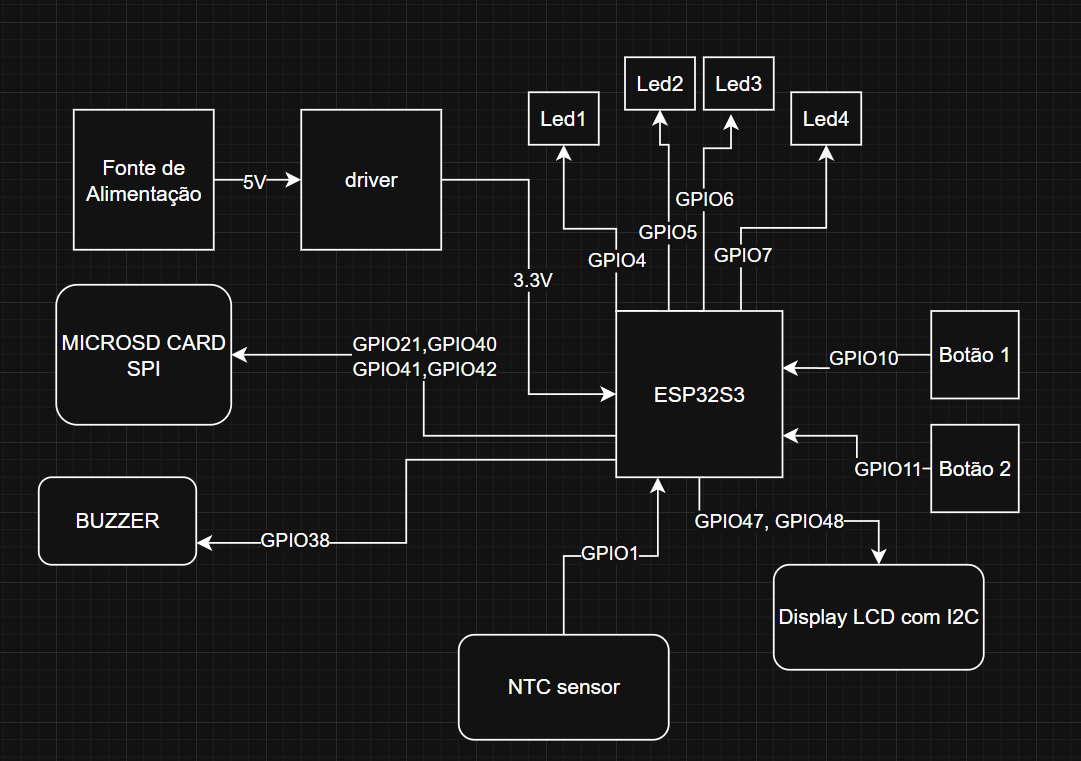 Led2
Led3
Led1
Led4
Fonte de
Alimentação
5V
driver
GPIO6
GPIO5
GPIO4
GPIO7
3.3V
MICROSD CARD
SPI
GPIO21,GPIO40
GPIO41,GPIO42
ESP32S3
GPIO10
Botão 1
GPIO11
Botão 2
BUZZER
GPIO38
GPIO47, GPIO48
GPIO1
Display LCD com I2C
NTC sensor